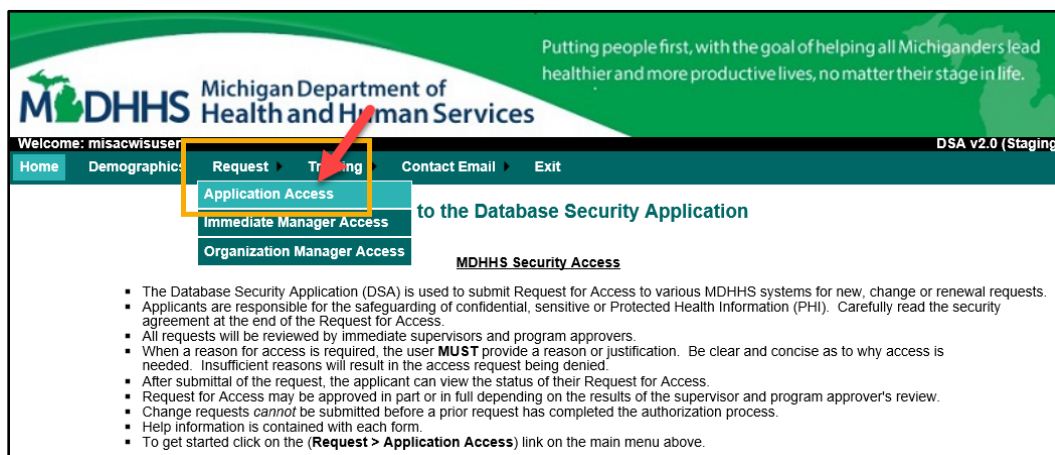 Putting people first, with the goal of helping all Michiganders lead
healthier and more productive lives, no matter their stage in life.
MDHHS Michigan Department of
Health and Human Services
Welcome: misacwisuser DSA v2.0 (Staging
Home Demographics Request Tracking Contact Email Exit
Application Access
Immediate Manager Access
Organization Manager Access
to the Database Security Application
MDHHS Security Access
▪ The Database Security Application (DSA) is used to submit Request for Access to various MDHHS systems for new, change or renewal requests.
▪ Applicants are responsible for the safeguarding of confidential, sensitive or Protected Health Information (PHI). Carefully read the security
agreement at the end of the Request for Access.
▪ All requests will be reviewed by immediate supervisors and program approvers.
▪ When a reason for access is required, the user MUST provide a reason or justification. Be clear and concise as to why access is
needed. Insufficient reasons will result in the access request being denied.
▪ After submittal of the request, the applicant can view the status of their Request for Access.
▪ Request for Access may be approved in part or in full depending on the results of the supervisor and program approver's review.
▪ Change requests cannot be submitted before a prior request has completed the authorization process.
▪ Help information is contained with each form.
▪ To get started click on the (Request > Application Access) link on the main menu above.